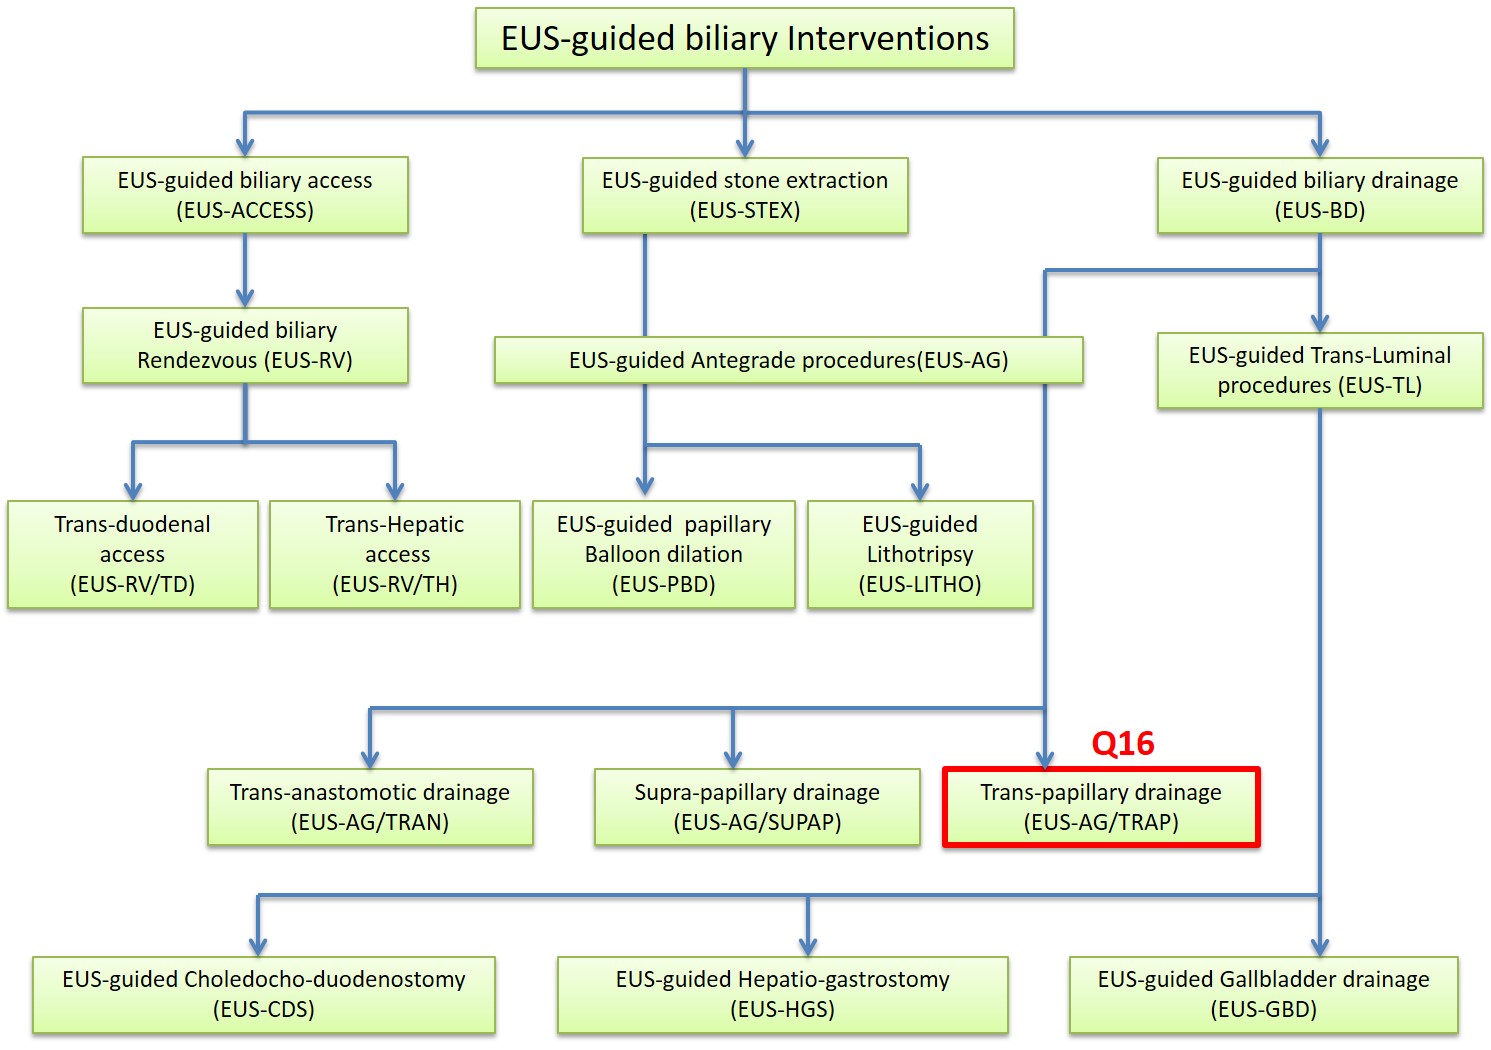 EUS-guided biliary Interventions
EUS-guided biliary access
(EUS-ACCESS)
EUS-guided stone extraction
(EUS-STEX)
EUS-guided biliary drainage
(EUS-BD)
EUS-guided biliary
Rendezvous (EUS-RV)
EUS-guided Antegrade procedures(EUS-AG)
EUS-guided Trans-Luminal
procedures (EUS-TL)
Trans-duodenal
access
(EUS-RV/TD)
Trans-Hepatic
access
(EUS-RV/TH)
EUS-guided papillary
Balloon dilation
(EUS-PBD)
EUS-guided
Lithotripsy
(EUS-LITHO)
Q16
Trans-anastomotic drainage
(EUS-AG/TRAN)
Supra-papillary drainage
(EUS-AG/SUPAP)
Trans-papillary drainage
(EUS-AG/TRAP)
EUS-guided Choledocho-duodenostomy
(EUS-CDS)
EUS-guided Hepatio-gastrostomy
(EUS-HGS)
EUS-guided Gallbladder drainage
(EUS-GBD)